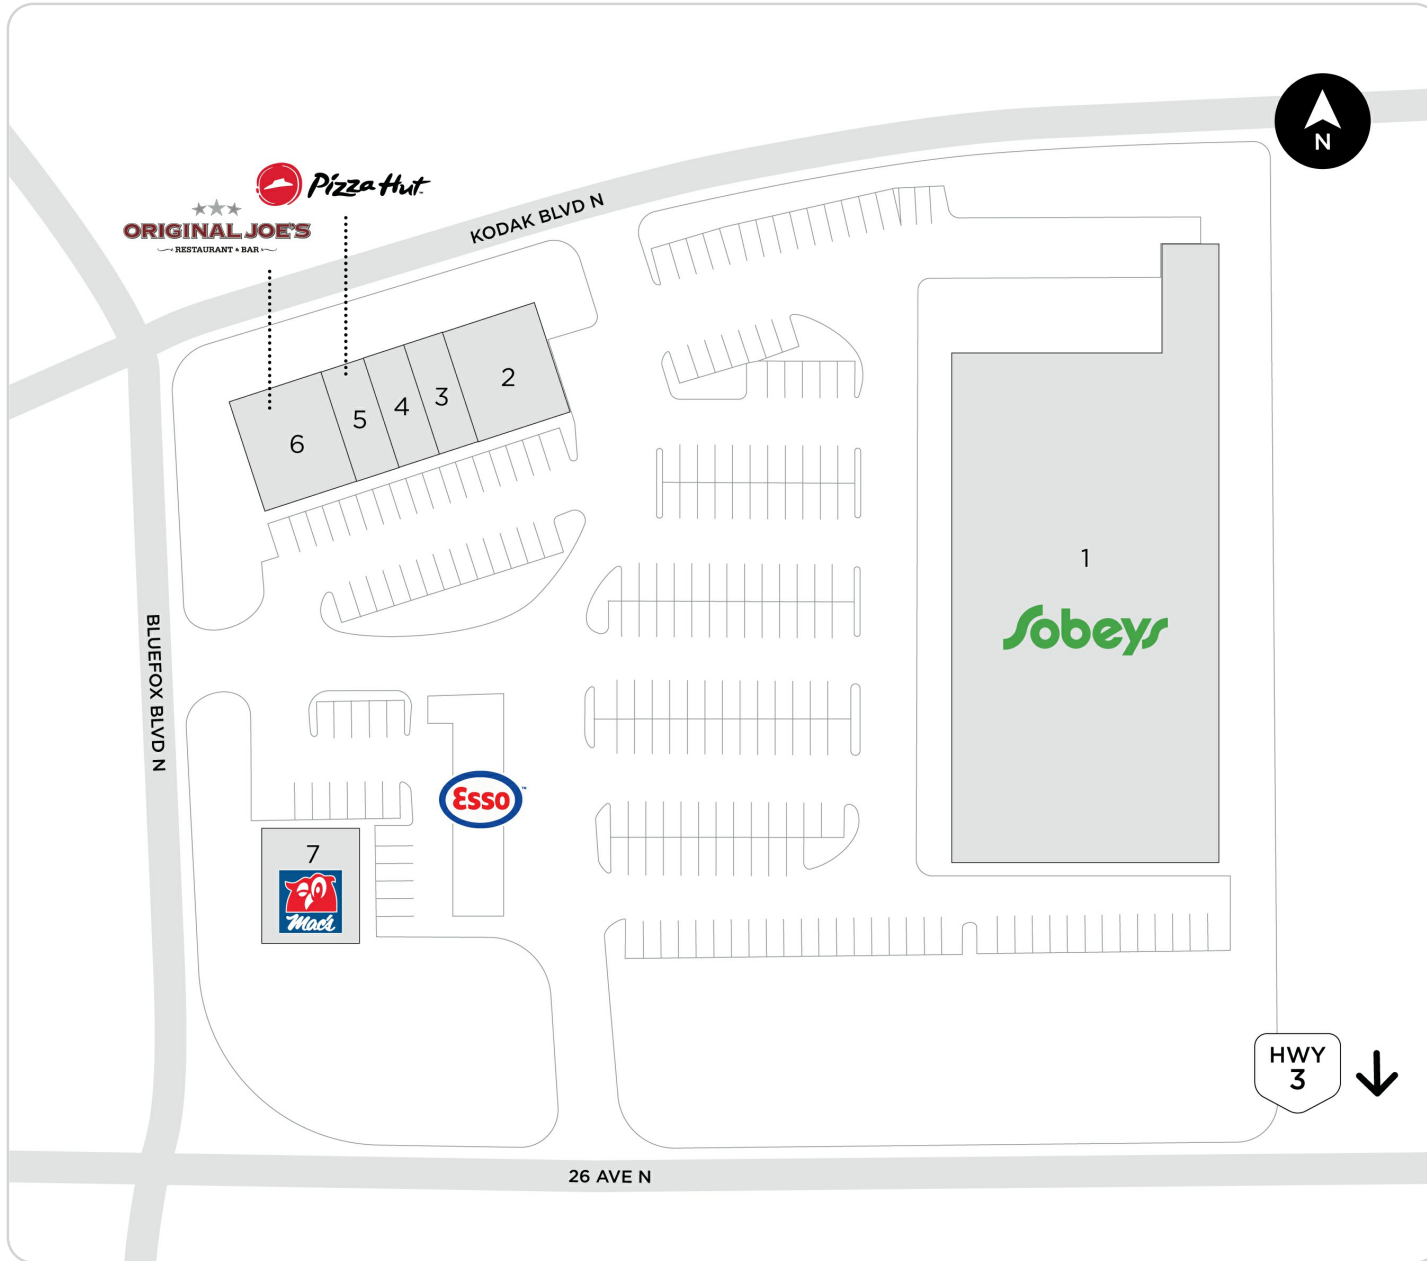 N
Pizza Hut
ORIGINAL JOE'S
RESTAURANT & BAR
KODAK BLVD N
2
3
4
5
6
1
Sobeys
BLUEFOX BLVD N
Esso™
7
Mac's
HWY
3
26 AVE N